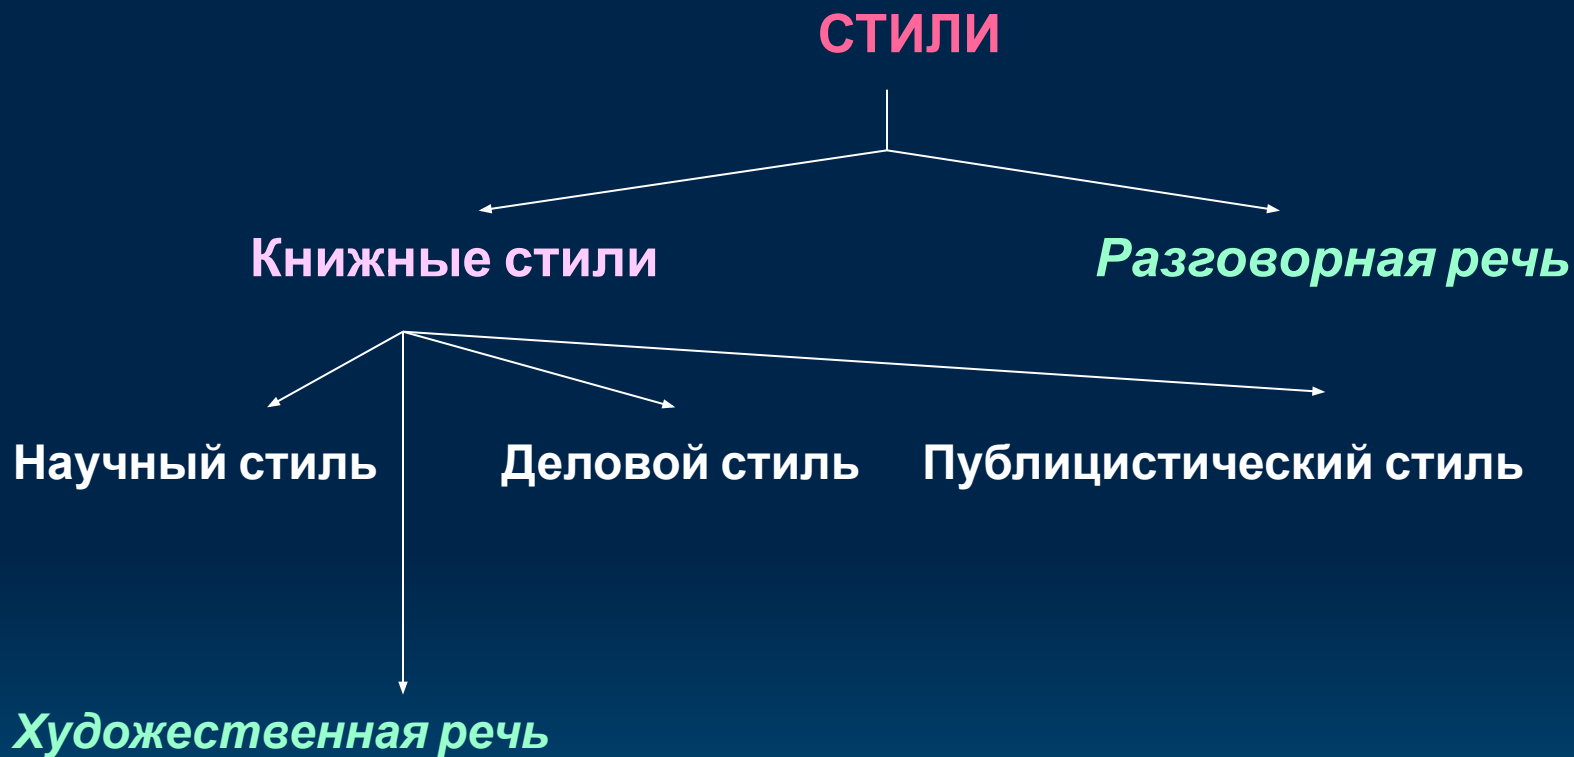 СТИЛИ
Книжные стили
Разговорная речь
Научный стиль
Деловой стиль
Публицистический стиль
Художественная речь